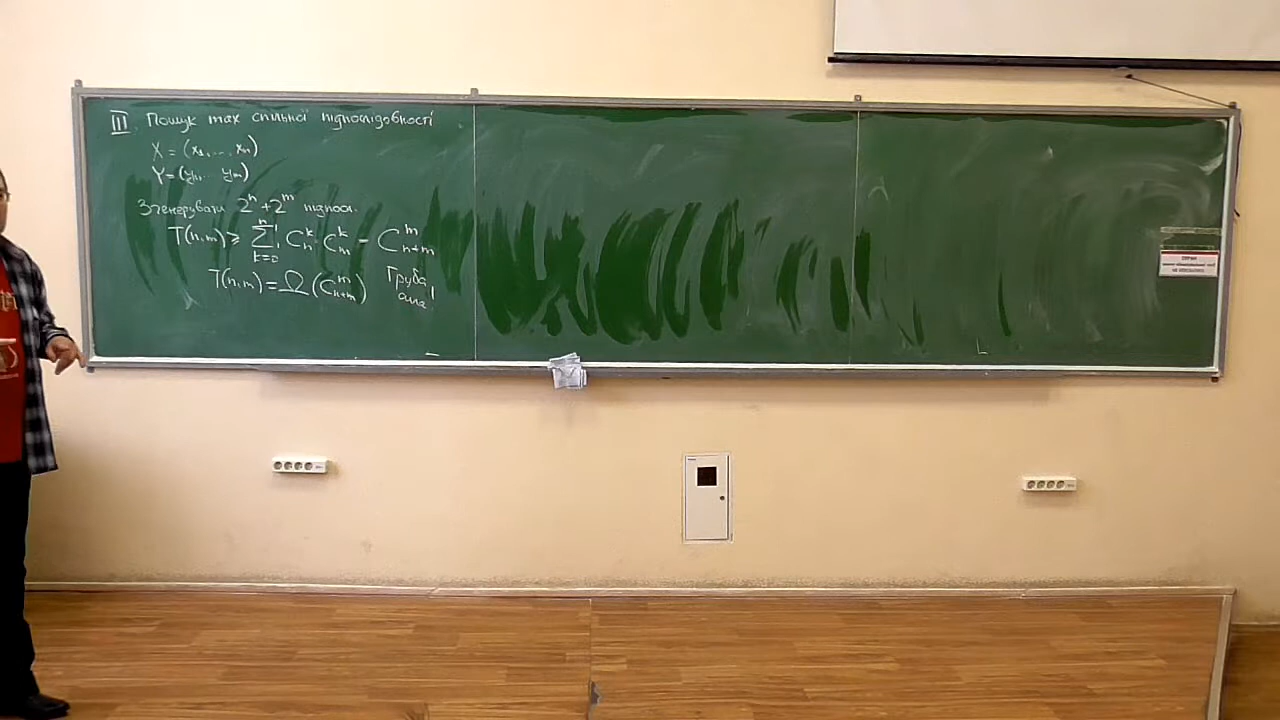 III. Пошук max спільної підпослідовності
X = (x₁, ..., xₙ)
Y = (y₁, ... yₘ)
Згенерувати 2ⁿ + 2ᵐ підпосл.
T(n,m) ≥ Σₖ₌₀ⁿ Cₙᵏ · Cₘᵏ = Cₙ₊ₘᵐ
T(n,m) = Ω(Cₙ₊ₘᵐ) Груба